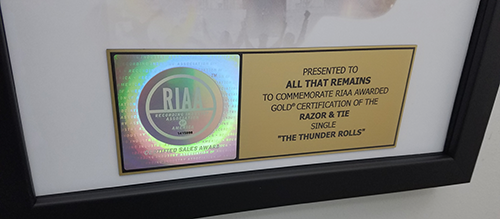 RIAA
CERTIFIED SALES AWARD
PRESENTED TO
ALL THAT REMAINS
TO COMMEMORATE RIAA AWARDED
GOLD® CERTIFICATION OF THE
RAZOR & TIE
SINGLE
"THE THUNDER ROLLS"